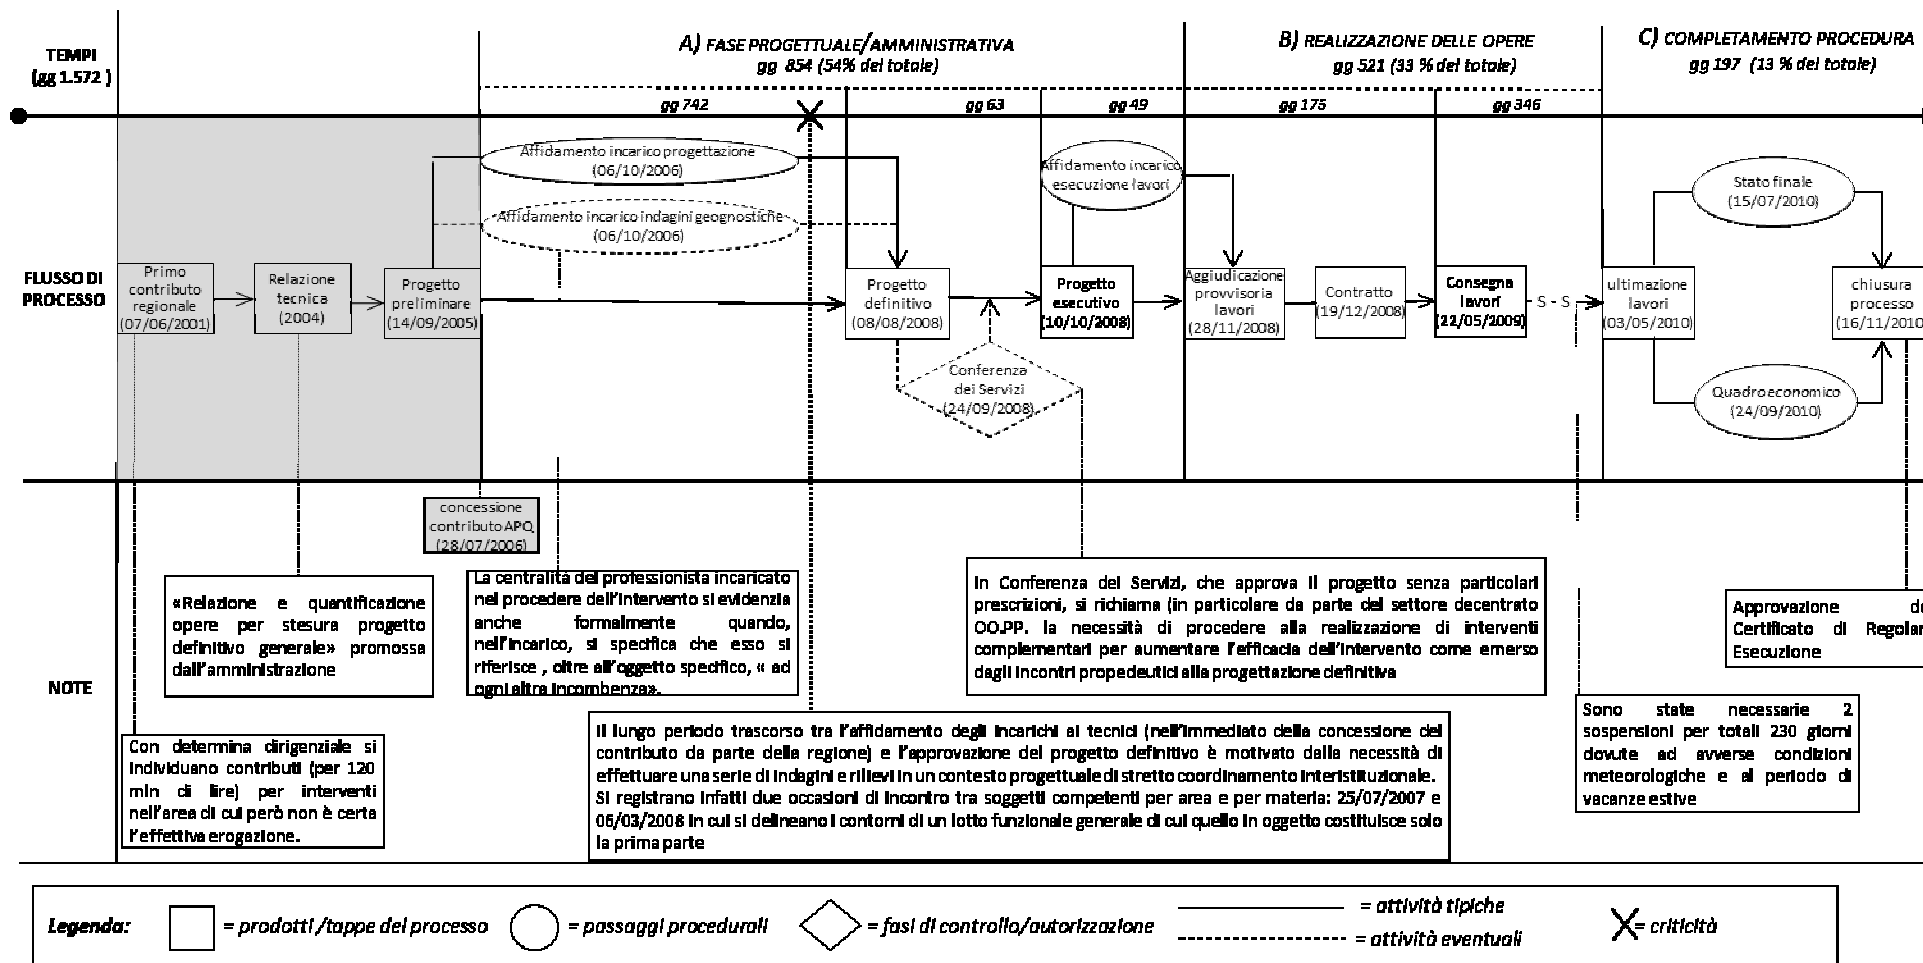 TEMPI
(gg 1.572 )
A) FASE PROGETTUALE/AMMINISTRATIVA
gg 854 (54% del totale)
B) REALIZZAZIONE DELLE OPERE
gg 521 (33 % del totale)
C) COMPLETAMENTO PROCEDURA
gg 197 (13 % del totale)
gg 742
gg 63
gg 49
gg 175
gg 346
FLUSSO DI
PROCESSO
Primo
contributo
regionale
(07/06/2001)
Relazione
tecnica
(2004)
Progetto
preliminare
(14/09/2005)
Affidamento incarico progettazione
(06/10/2006)
Affidamento incarico indagini geognostiche
(06/10/2006)
Progetto
definitivo
(08/08/2008)
Conferenza
dei Servizi
(24/09/2008)
Affidamento incarico
esecuzione lavori
Progetto
esecutivo
(10/10/2008)
Aggiudicazione
provvisoria
lavori
(28/11/2008)
Contratto
(19/12/2008)
Consegna
lavori
(22/05/2009)
S - S
ultimazione
lavori
(03/05/2010)
Stato finale
(15/07/2010)
Quadro economico
(24/09/2010)
chiusura
processo
(16/11/2010)
NOTE
concessione
contributo APQ
(28/07/2006)
«Relazione e quantificazione
opere per stesura progetto
definitivo generale» promossa
dall'amministrazione
Con determina dirigenziale si
individuano contributi (per 120
mln di lire) per interventi
nell'area di cui però non è certa
l'effettiva erogazione.
La centralità del professionista incaricato
nel procedere dell'intervento si evidenzia
anche formalmente quando,
nell'incarico, si specifica che esso si
riferisce , oltre all'oggetto specifico, « ad
ogni altra incombenza».
In Conferenza dei Servizi, che approva il progetto senza particolari
prescrizioni, si richiama (in particolare da parte del settore decentrato
OO.PP. la necessità di procedere alla realizzazione di interventi
complementari per aumentare l'efficacia dell'intervento come emerso
dagli incontri propedeutici alla progettazione definitiva
Il lungo periodo trascorso tra l'affidamento degli incarichi ai tecnici (nell'immediato della concessione del
contributo da parte della regione) e l'approvazione del progetto definitivo è motivato dalla necessità di
effettuare una serie di indagini e rilievi in un contesto progettuale di stretto coordinamento interistituzionale.
Si registrano infatti due occasioni di incontro tra soggetti competenti per area e per materia: 25/07/2007 e
06/03/2008 in cui si delineano i contorni di un lotto funzionale generale di cui quello in oggetto costituisce solo
la prima parte
Sono state necessarie 2
sospensioni per totali 230 giorni
dovute ad avverse condizioni
meteorologiche e al periodo di
vacanze estive
Approvazione
Certificato di
Esecuzione
Legenda:
= prodotti /tappe del processo
= passaggi procedurali
= fasi di controllo/autorizzazione
= attività tipiche
= attività eventuali
= criticità